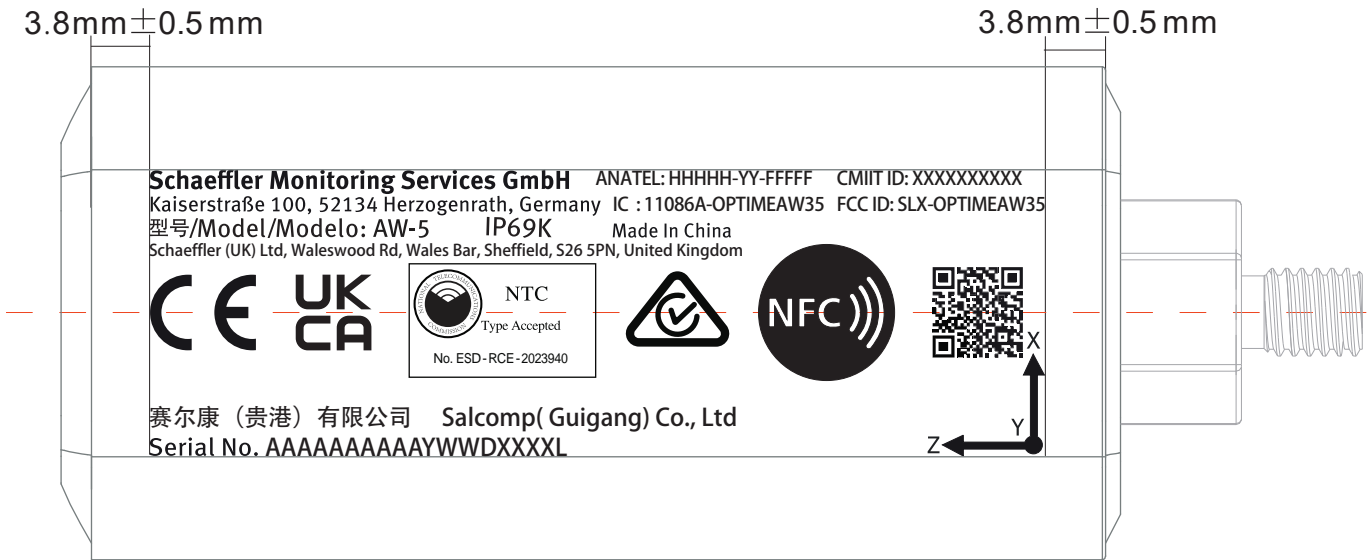 3.8mm±0.5mm
3.8mm±0.5mm
Schaeffler Monitoring Services GmbH ANATEL: HHHHH-YY-FFFFF CMIIT ID: XXXXXXXXXX
Kaiserstraße 100, 52134 Herzogenrath, Germany IC : 11086A-OPTIMEAW35 FCC ID: SLX-OPTIMEAW35
型号/Model/Modelo: AW-5 IP69K Made In China
Schaeffler (UK) Ltd, Waleswood Rd, Wales Bar, Sheffield, S26 5PN, United Kingdom
CE
UK
CA
NATIONAL TELECOMMUNICATIONS COMMISSION
NTC
Type Accepted
No. ESD-RCE-2023940
NFC
X
Y
Z
赛尔康（贵港）有限公司 Salcomp( Guigang) Co., Ltd
Serial No. AAAAAAAAAAAYWWDXXXXL